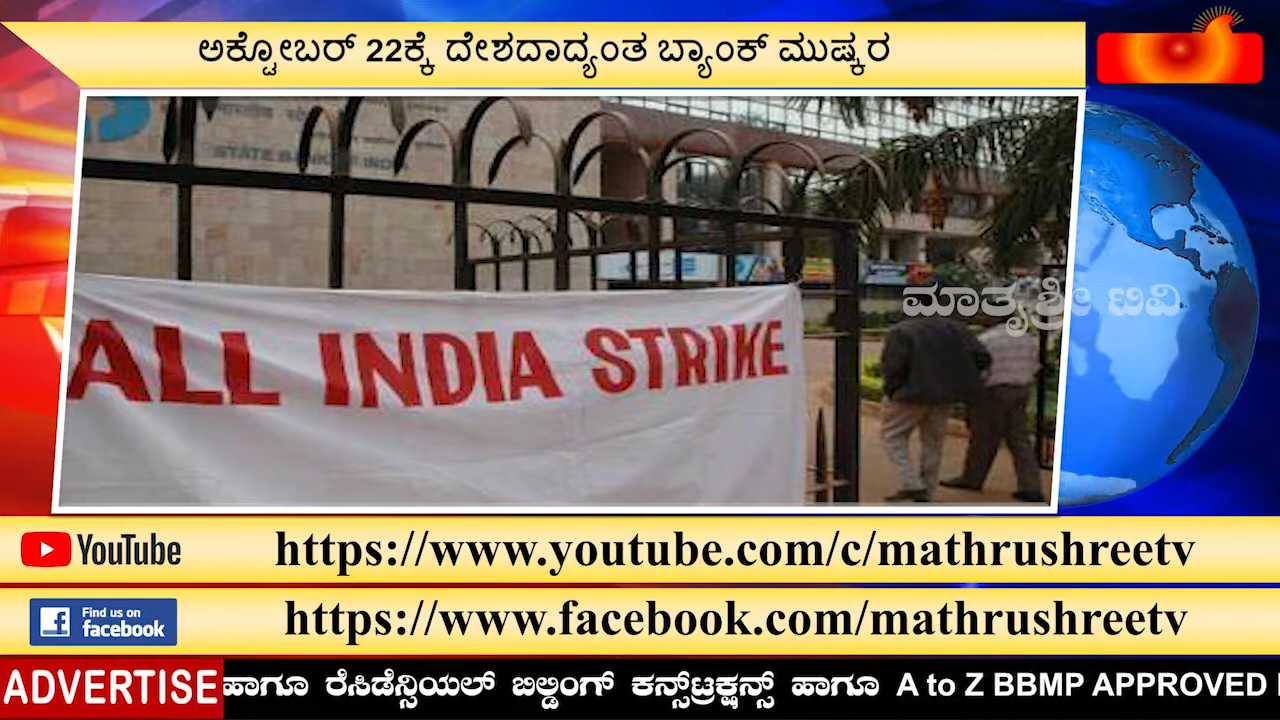 ಅಕ್ಟೋಬರ್ 22ಕ್ಕೆ ದೇಶದಾದ್ಯಂತ ಬ್ಯಾಂಕ್ ಮುಷ್ಕರ
STATE BANK OF INDIA
ಮಾತೃಶ್ರೀ ಟಿವಿ
ALL INDIA STRIKE
YouTube https://www.youtube.com/c/mathrushreetv
Find us on
facebook https://www.facebook.com/mathrushreetv
ADVERTISE ಹಾಗೂ ರೆಸಿಡೆನ್ಸಿಯಲ್ ಬಿಲ್ಡಿಂಗ್ ಕನ್ಸ್‌ಟ್ರಕ್ಷನ್ಸ್ ಹಾಗೂ A to Z BBMP APPROVED